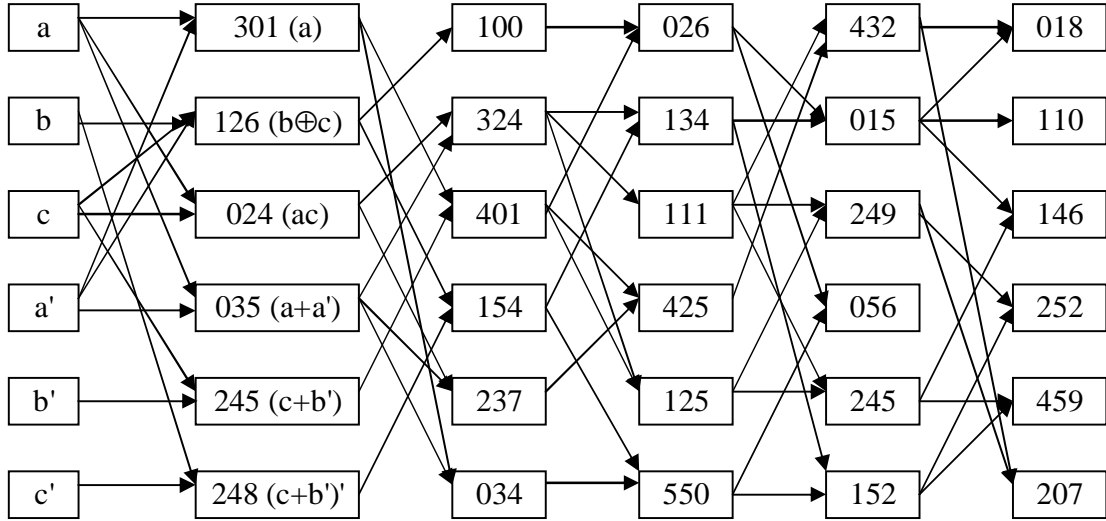 a 301 (a) 100 026 432 018
b 126 (b⊕c) 324 134 015 110
c 024 (ac) 401 111 249 146
a' 035 (a+a') 154 425 056 252
b' 245 (c+b') 237 125 245 459
c' 248 (c+b')' 034 550 152 207